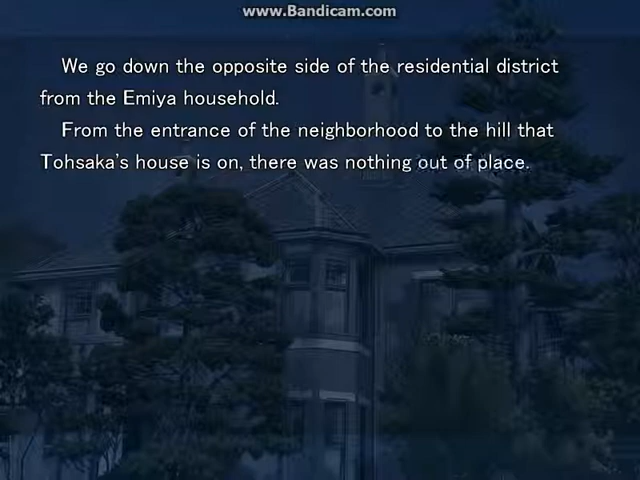 www.Bandicam.com
We go down the opposite side of the residential district
from the Emiya household.
From the entrance of the neighborhood to the hill that
Tohsaka's house is on, there was nothing out of place.